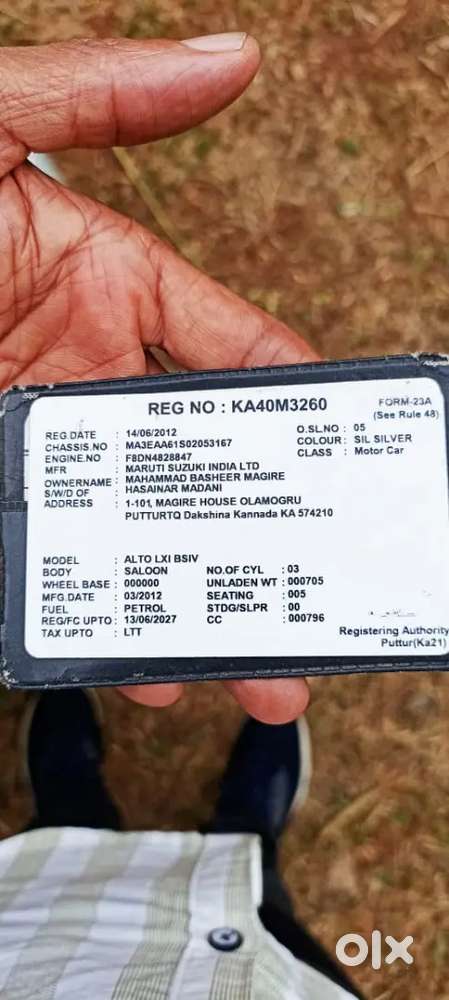 REG NO : KA40M3260
FORM-23A
(See Rule 48)
REG.DATE : 14/06/2012 O.SL.NO : 05
CHASSIS.NO : MA3EAA61S02053167 COLOUR : SIL SILVER
ENGINE.NO : F8DN4828847 CLASS : Motor Car
MFR : MARUTI SUZUKI INDIA LTD
OWNERNAME : MAHAMMAD BASHEER MAGIRE
S/W/D OF : HASAINAR MADANI
ADDRESS : 1-101, MAGIRE HOUSE OLAMOGRU
PUTTURTQ Dakshina Kannada KA 574210
MODEL : ALTO LXI BSIV
BODY : SALOON NO.OF CYL : 03
WHEEL BASE : 000000 UNLADEN WT : 000705
MFG.DATE : 03/2012 SEATING : 005
FUEL : PETROL STDG/SLPR : 00
REG/FC UPTO : 13/06/2027 CC : 000796
TAX UPTO : LTT
Registering Authority
Puttur(Ka21)
olx